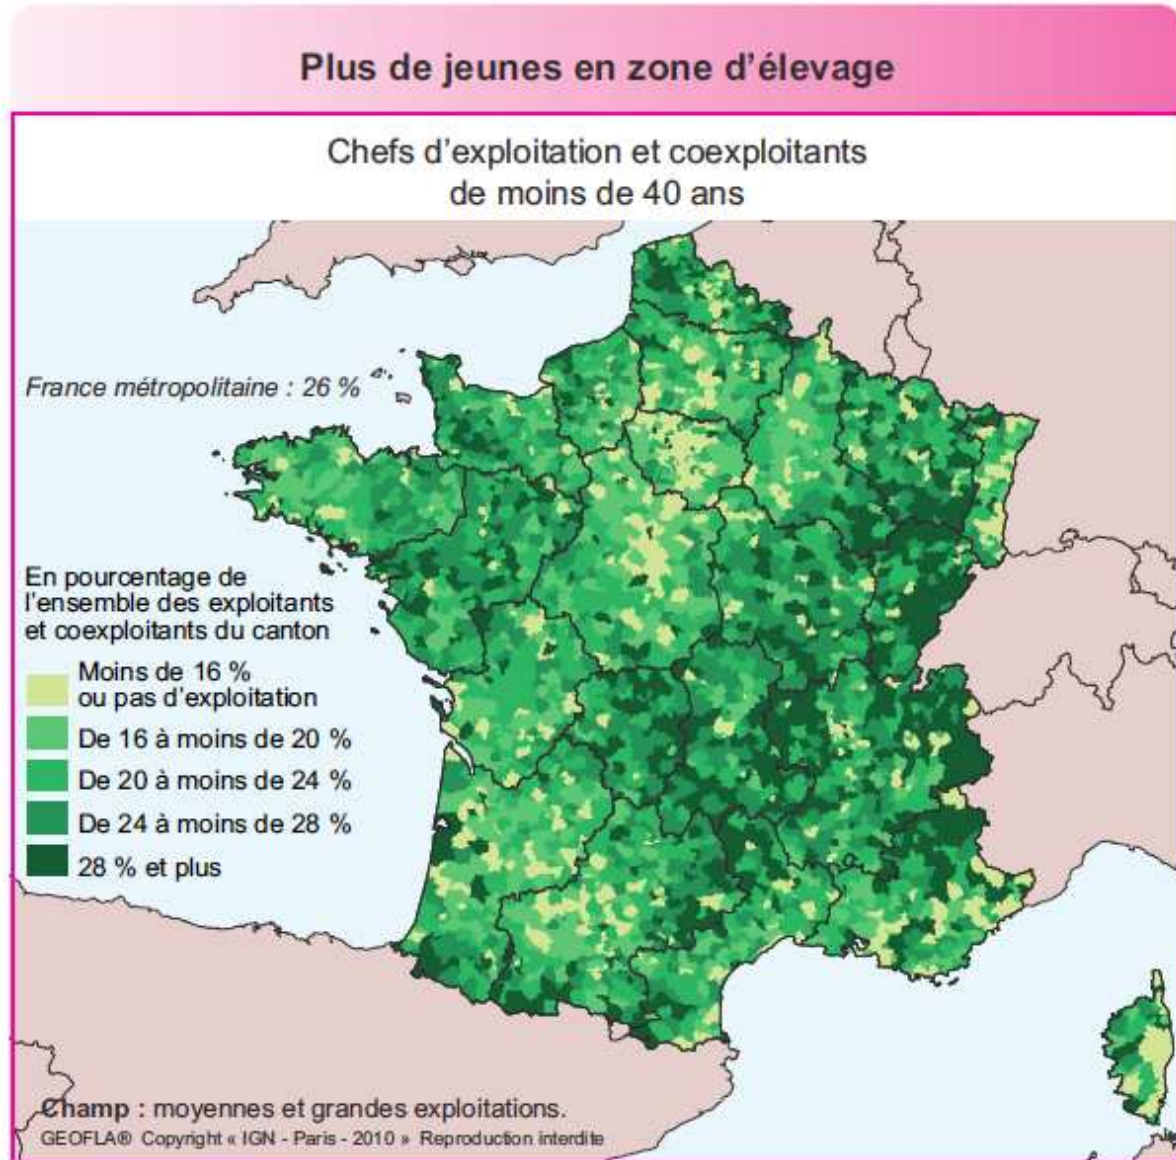 Plus de jeunes en zone d'élevage
Chefs d'exploitation et coexploitants
de moins de 40 ans
France métropolitaine : 26 %
En pourcentage de
l'ensemble des exploitants
et coexploitants du canton
Moins de 16 %
ou pas d'exploitation
De 16 à moins de 20 %
De 20 à moins de 24 %
De 24 à moins de 28 %
28 % et plus
Champ : moyennes et grandes exploitations.
GEOFLA® Copyright « IGN - Paris - 2010 » Reproduction interdite